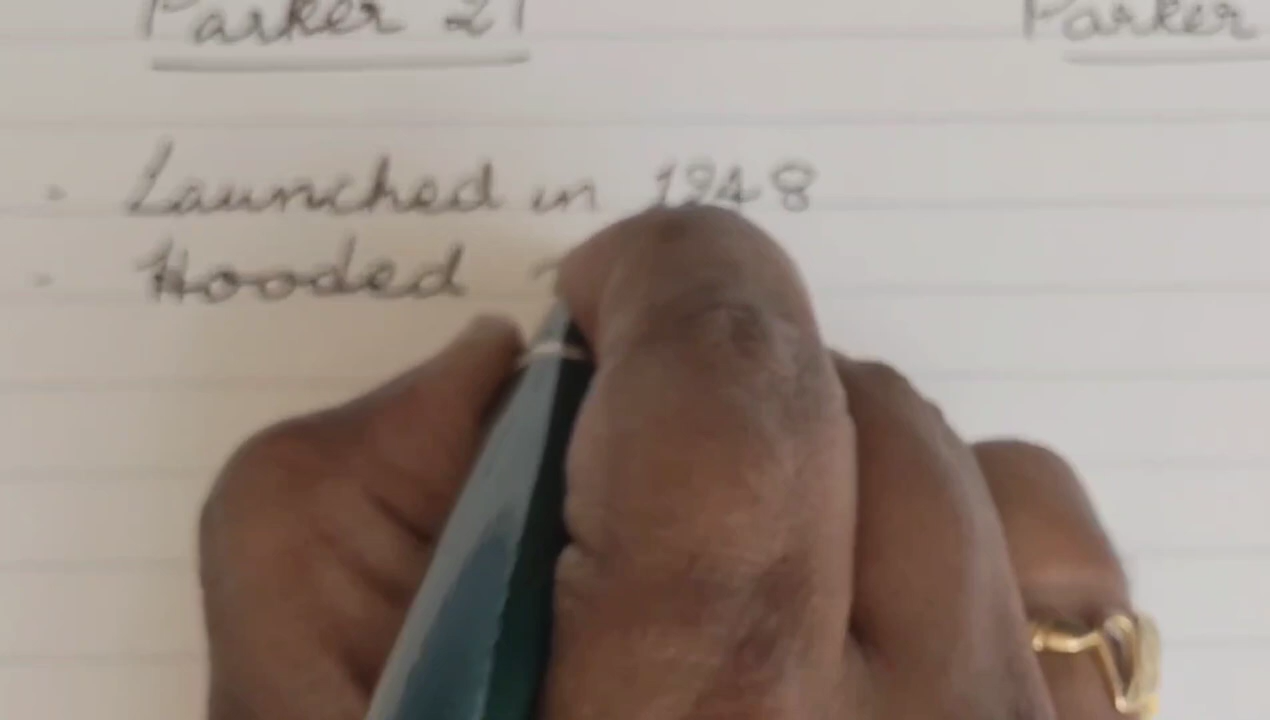 Parker 21
Parker
- Launched in 1948
- Hooded